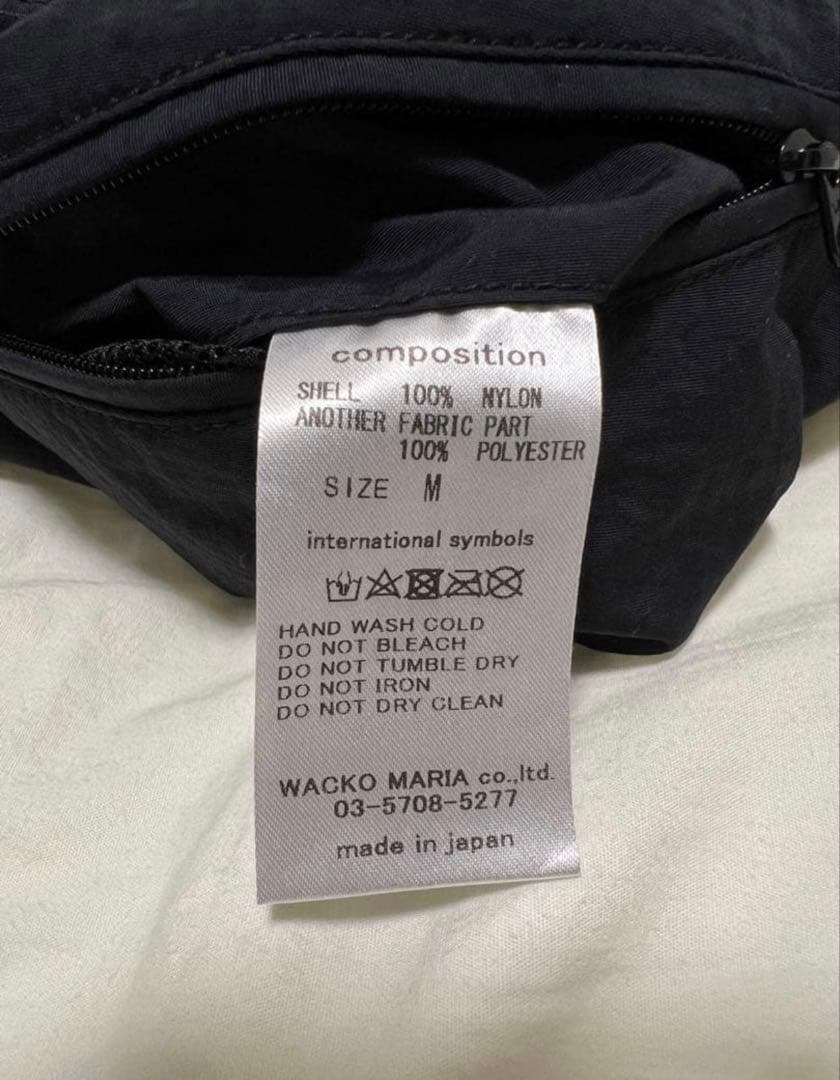 composition
SHELL 100% NYLON
ANOTHER FABRIC PART
100% POLYESTER
SIZE M
international symbols
HAND WASH COLD
DO NOT BLEACH
DO NOT TUMBLE DRY
DO NOT IRON
DO NOT DRY CLEAN
WACKO MARIA co.,ltd.
03-5708-5277
made in japan